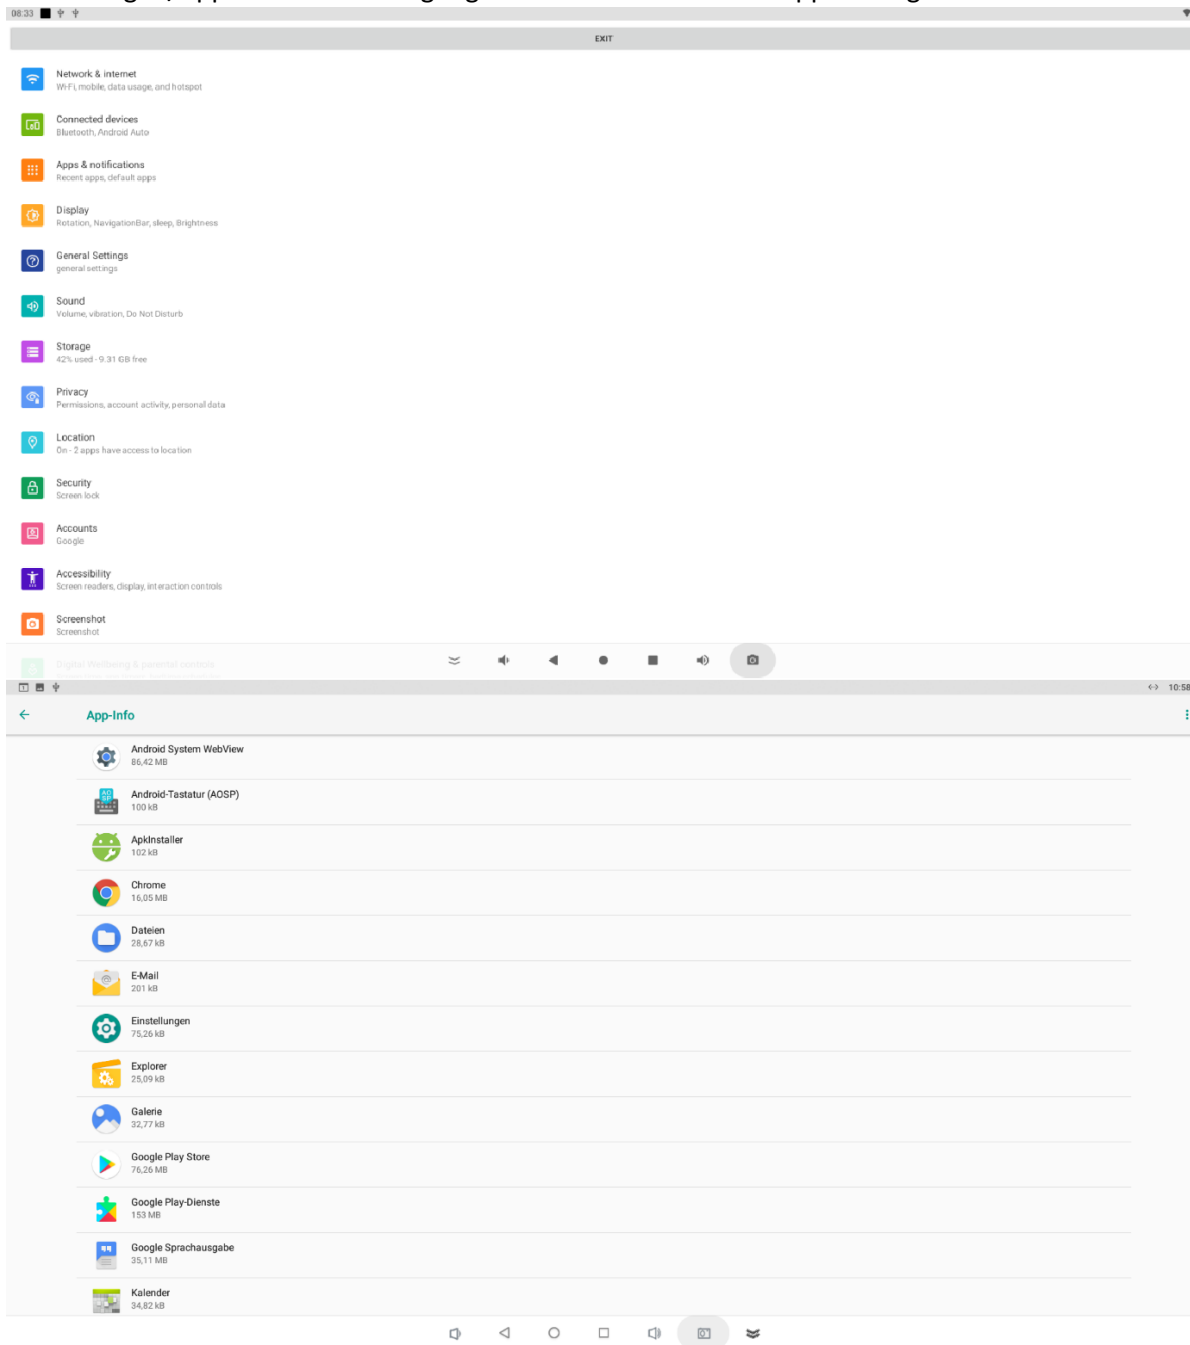 08:33
EXIT
Network & internet
Wi-Fi, mobile, data usage, and hotspot
Connected devices
Bluetooth, Android Auto
Apps & notifications
Recent apps, default apps
Display
Rotation, NavigationBar, sleep, Brightness
General Settings
general settings
Sound
Volume, vibration, Do Not Disturb
Storage
42% used - 9.31 GB free
Privacy
Permissions, account activity, personal data
Location
On - 2 apps have access to location
Security
Screen lock
Accounts
Google
Accessibility
Screen readers, display, interaction controls
Screenshot
Screenshot
Digital Wellbeing & parental controls
10:58
App-Info
Android System WebView
86,42 MB
Android-Tastatur (AOSP)
100 kB
ApkInstaller
102 kB
Chrome
16,05 MB
Dateien
28,67 kB
E-Mail
201 kB
Einstellungen
75,26 kB
Explorer
25,09 kB
Galerie
32,77 kB
Google Play Store
76,26 MB
Google Play-Dienste
153 MB
Google Sprachausgabe
35,11 MB
Kalender
34,82 kB